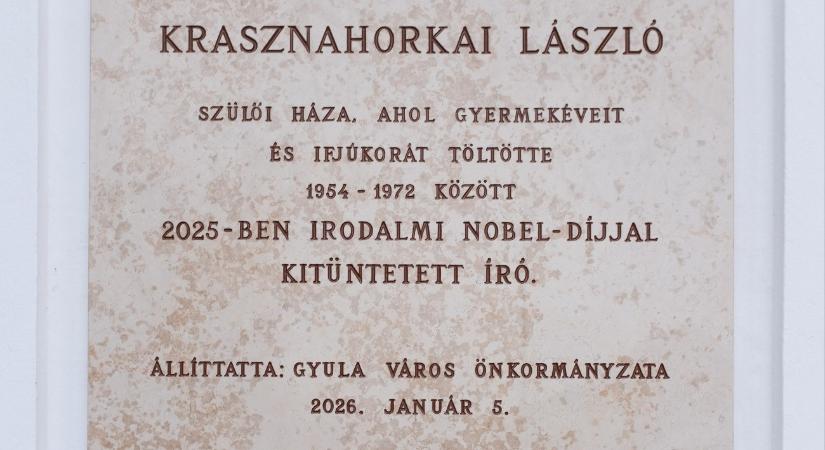 KRASZNAHORKAI LÁSZLÓ
SZÜLŐI HÁZA, AHOL GYERMEKÉVEIT
ÉS IFJÚKORÁT TÖLTÖTTE
1954 - 1972 KÖZÖTT
2025-BEN IRODALMI NOBEL-DÍJJAL
KITÜNTETETT ÍRÓ.
ÁLLÍTTATTA: GYULA VÁROS ÖNKORMÁNYZATA
2026. JANUÁR 5.